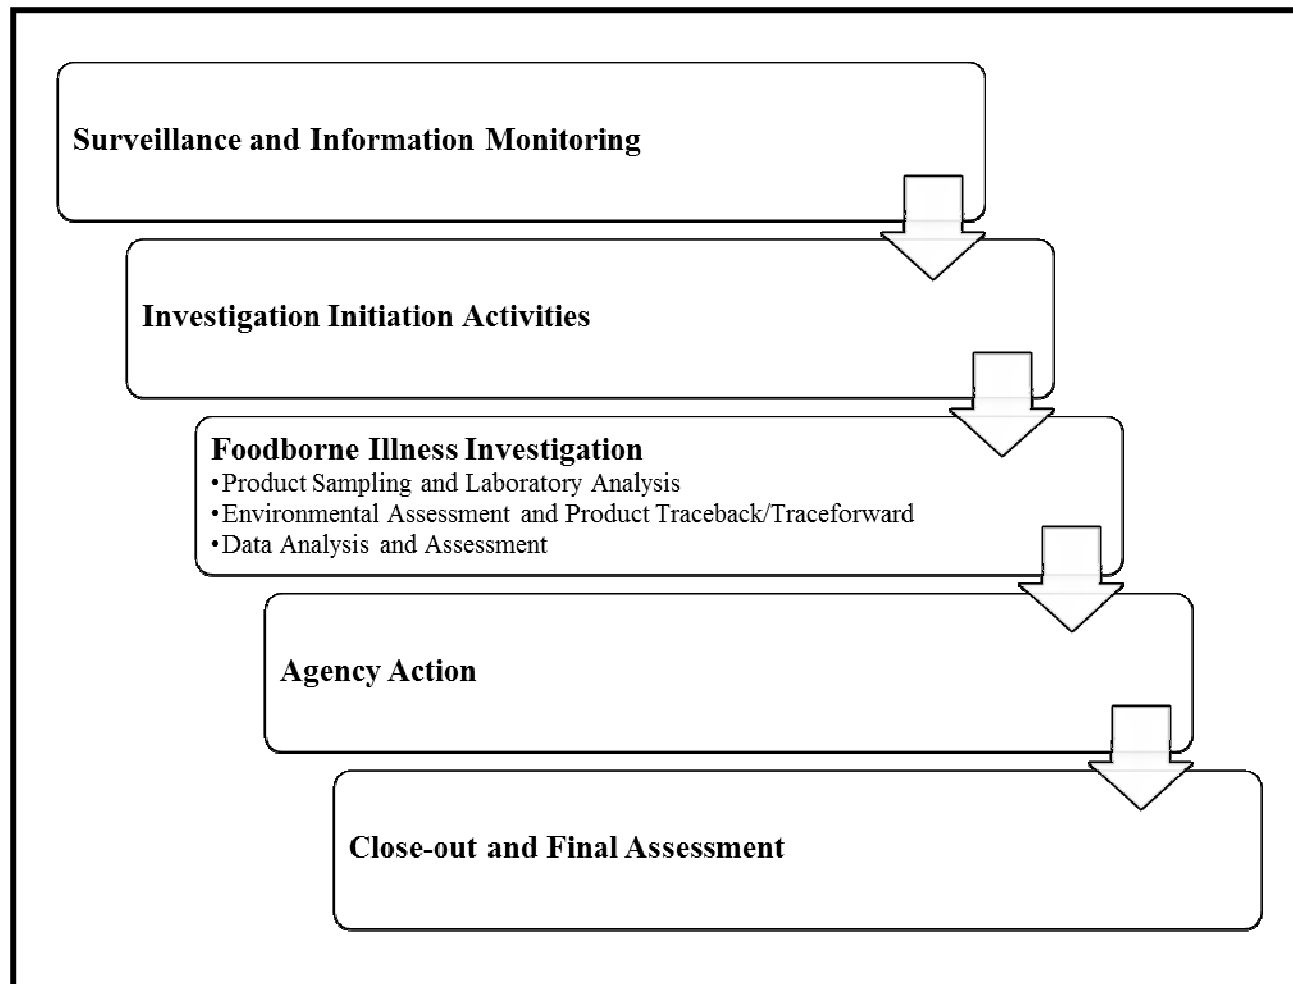 Surveillance and Information Monitoring
Investigation Initiation Activities
Foodborne Illness Investigation
•Product Sampling and Laboratory Analysis
•Environmental Assessment and Product Traceback/Traceforward
•Data Analysis and Assessment
Agency Action
Close-out and Final Assessment